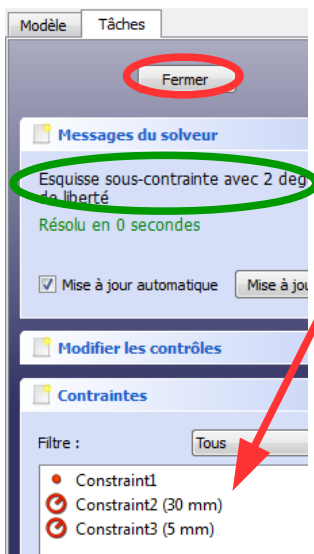 Modèle Tâches
Fermer
Messages du solveur
Esquisse sous-contrainte avec 2 deg
de liberté
Résolu en 0 secondes
Mise à jour automatique Mise à jou
Modifier les contrôles
Contraintes
Filtre : Tous
Constraint1
Constraint2 (30 mm)
Constraint3 (5 mm)